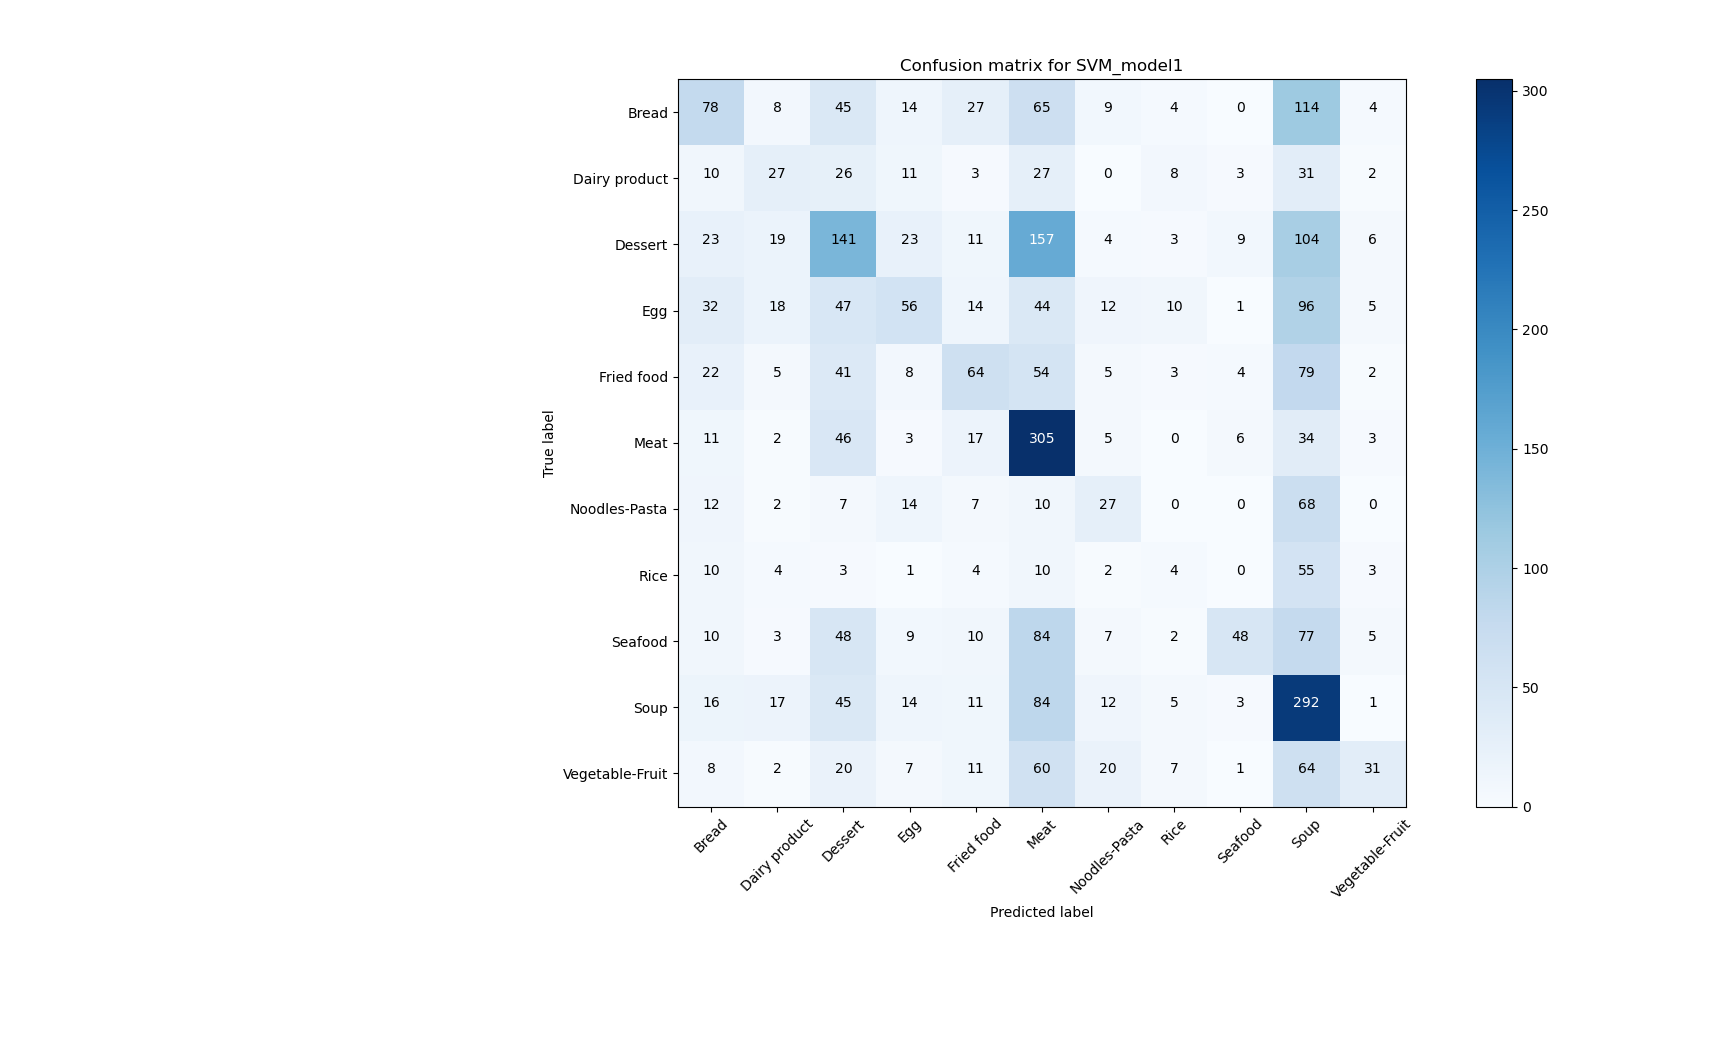 Confusion matrix for SVM_model1
True label
Bread 78 8 45 14 27 65 9 4 0 114 4
Dairy product 10 27 26 11 3 27 0 8 3 31 2
Dessert 23 19 141 23 11 157 4 3 9 104 6
Egg 32 18 47 56 14 44 12 10 1 96 5
Fried food 22 5 41 8 64 54 5 3 4 79 2
Meat 11 2 46 3 17 305 5 0 6 34 3
Noodles-Pasta 12 2 7 14 7 10 27 0 0 68 0
Rice 10 4 3 1 4 10 2 4 0 55 3
Seafood 10 3 48 9 10 84 7 2 48 77 5
Soup 16 17 45 14 11 84 12 5 3 292 1
Vegetable-Fruit 8 2 20 7 11 60 20 7 1 64 31
Bread Dairy product Dessert Egg Fried food Meat Noodles-Pasta Rice Seafood Soup Vegetable-Fruit
Predicted label
300
250
200
150
100
50
0